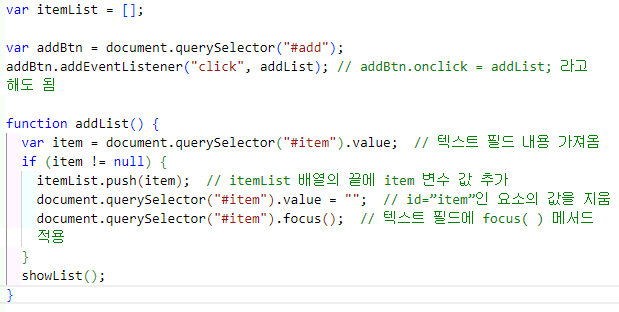 var itemList = [];
var addBtn = document.querySelector("#add");
addBtn.addEventListener("click", addList); // addBtn.onclick = addList; 라고
해도 됨
function addList() {
var item = document.querySelector("#item").value; // 텍스트 필드 내용 가져옴
if (item != null) {
itemList.push(item); // itemList 배열의 끝에 item 변수 값 추가
document.querySelector("#item").value = ""; // id=”item”인 요소의 값을 지움
document.querySelector("#item").focus(); // 텍스트 필드에 focus( ) 메서드
적용
}
showList();
}